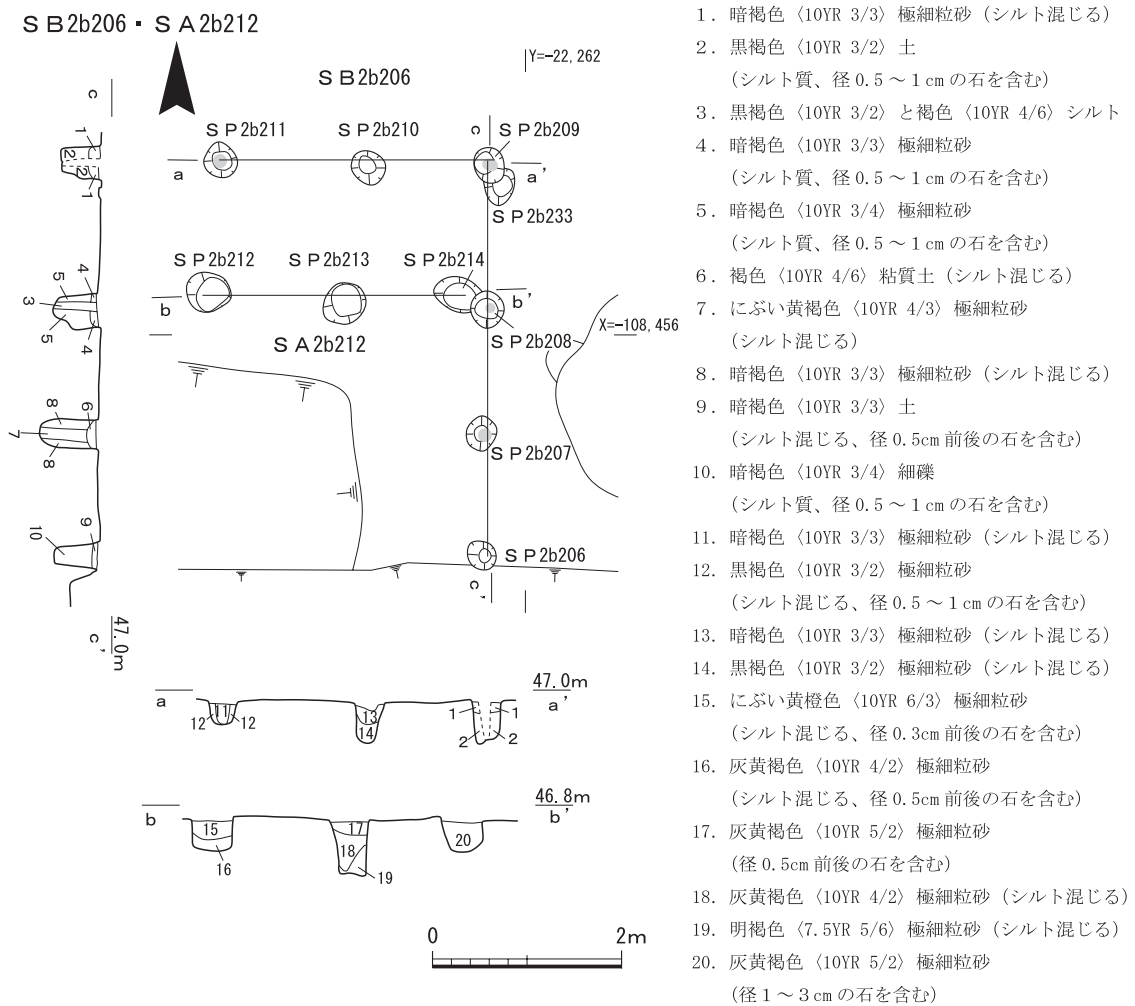 ＳＢ2b206・ＳＡ2b212
Y=-22,262
ＳＢ2b206
c
c
ＳＰ2b211
ＳＰ2b210
ＳＰ2b209
1
2
2
1
a
a'
ＳＰ2b233
ＳＰ2b212
ＳＰ2b213
ＳＰ2b214
5
4
3
5
4
b
b'
X=-108,456
ＳＡ2b212
ＳＰ2b208
8
6
7
8
ＳＰ2b207
10
9
ＳＰ2b206
c'
47.0m
c'
a
47.0m
a'
12
11
12
13
14
1
1
2
2
b
46.8m
b'
15
16
17
18
19
20
0
2m
1．暗褐色〈10YR 3/3〉極細粒砂（シルト混じる）
2．黒褐色〈10YR 3/2〉土
（シルト質、径 0.5 ～ 1 cm の石を含む）
3．黒褐色〈10YR 3/2〉と褐色〈10YR 4/6〉シルト
4．暗褐色〈10YR 3/3〉極細粒砂
（シルト質、径 0.5 ～ 1 cm の石を含む）
5．暗褐色〈10YR 3/4〉極細粒砂
（シルト質、径 0.5 ～ 1 cm の石を含む）
6．褐色〈10YR 4/6〉粘質土（シルト混じる）
7．にぶい黄褐色〈10YR 4/3〉極細粒砂
（シルト混じる）
8．暗褐色〈10YR 3/3〉極細粒砂（シルト混じる）
9．暗褐色〈10YR 3/3〉土
（シルト混じる、径 0.5cm 前後の石を含む）
10．暗褐色〈10YR 3/4〉細礫
（シルト質、径 0.5 ～ 1 cm の石を含む）
11．暗褐色〈10YR 3/3〉極細粒砂（シルト混じる）
12．黒褐色〈10YR 3/2〉極細粒砂
（シルト混じる、径 0.5 ～ 1 cm の石を含む）
13．暗褐色〈10YR 3/3〉極細粒砂（シルト混じる）
14．黒褐色〈10YR 3/2〉極細粒砂（シルト混じる）
15．にぶい黄橙色〈10YR 6/3〉極細粒砂
（シルト混じる、径 0.3cm 前後の石を含む）
16．灰黄褐色〈10YR 4/2〉極細粒砂
（シルト混じる、径 0.5cm 前後の石を含む）
17．灰黄褐色〈10YR 5/2〉極細粒砂
（径 0.5cm 前後の石を含む）
18．灰黄褐色〈10YR 4/2〉極細粒砂（シルト混じる）
19．明褐色〈7.5YR 5/6〉極細粒砂（シルト混じる）
20．灰黄褐色〈10YR 5/2〉極細粒砂
（径 1 ～ 3 cm の石を含む）